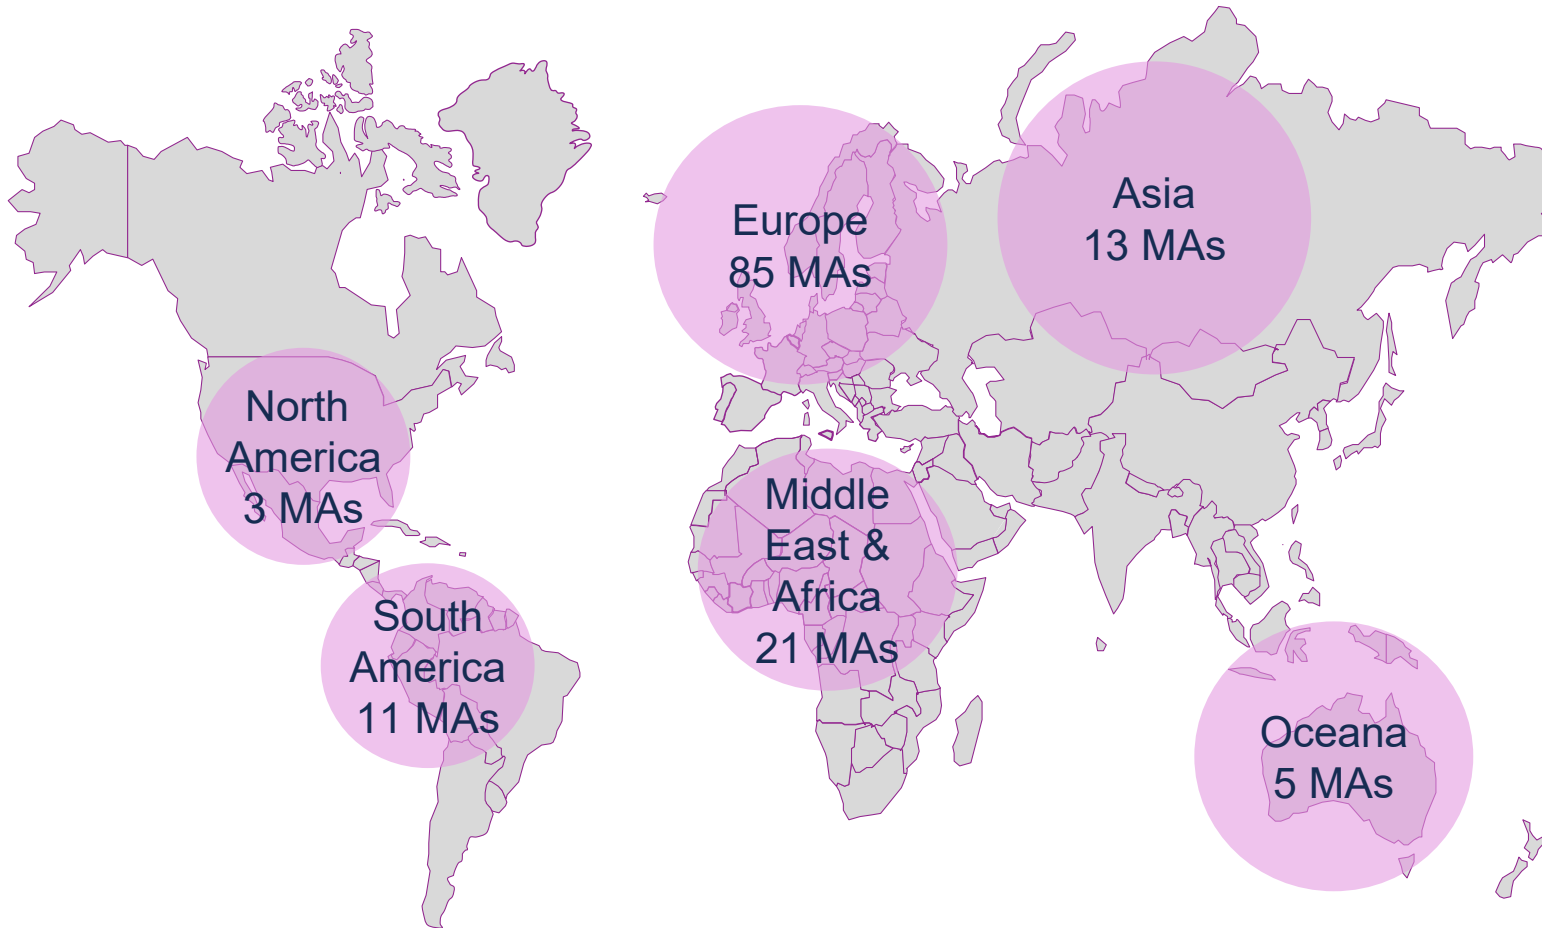 Europe
85 MAs
Asia
13 MAs
North
America
3 MAs
Middle
East &
Africa
21 MAs
South
America
11 MAs
Oceana
5 MAs